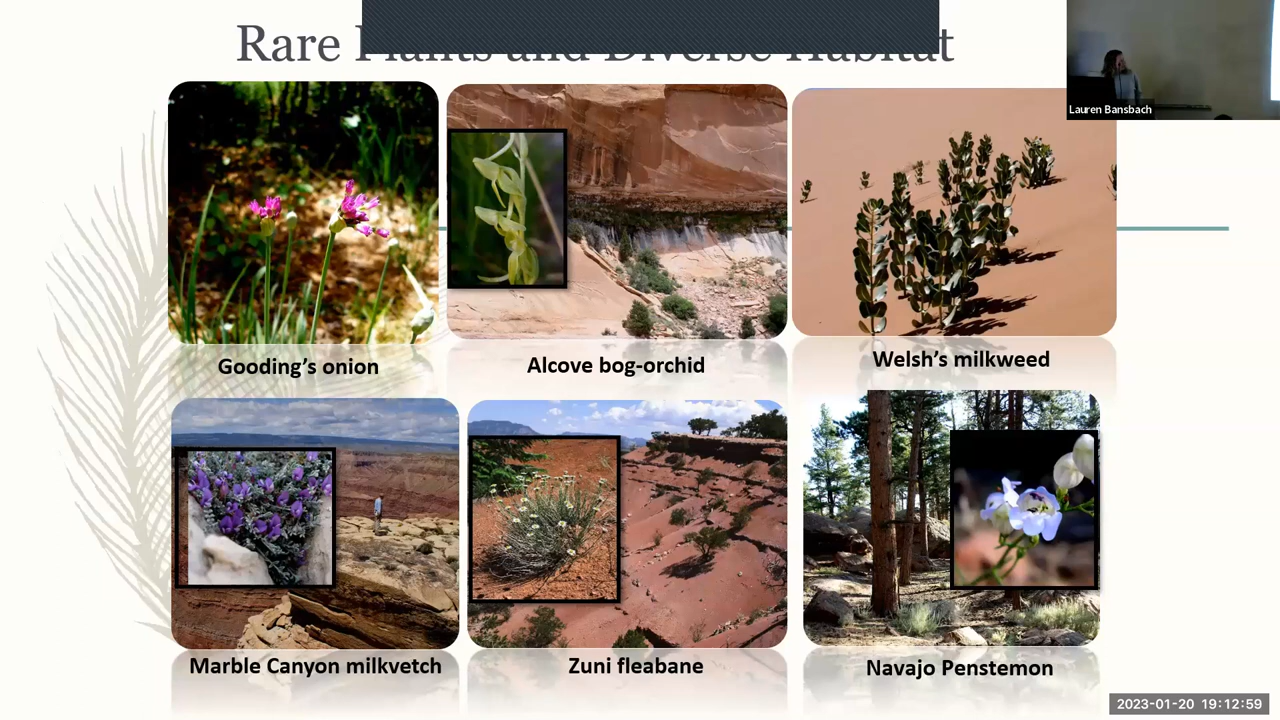 Rare Plants and Diverse Habitat
Lauren Bansbach
Gooding's onion
Alcove bog-orchid
Welsh's milkweed
Marble Canyon milkvetch
Zuni fleabane
Navajo Penstemon
2023-01-20 19:12:59